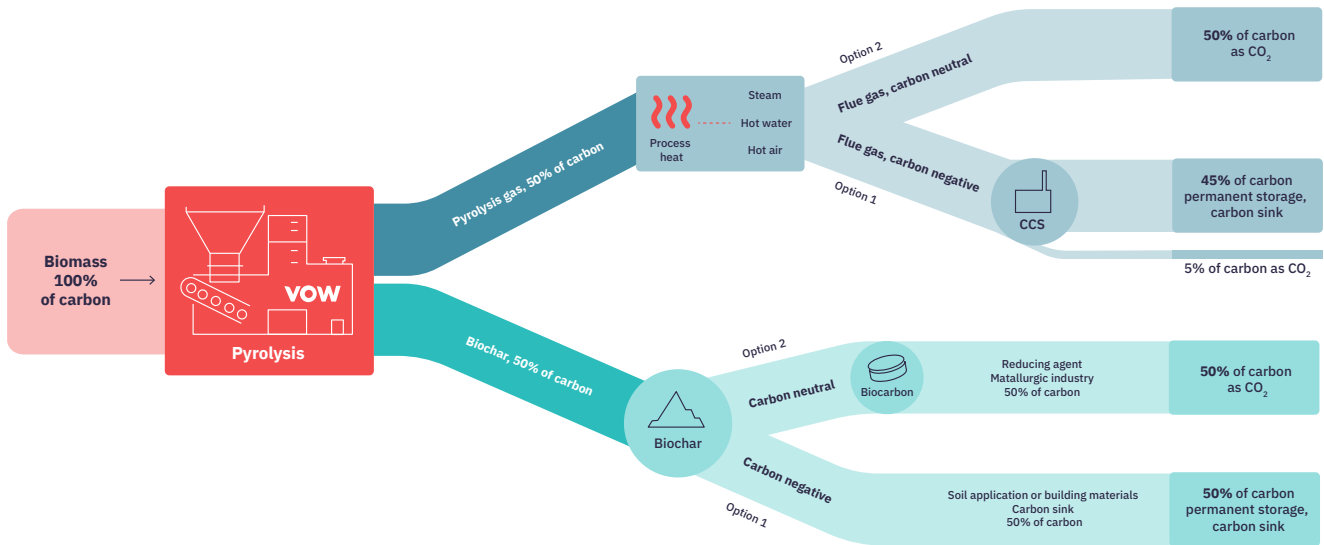 Biomass
100%
of carbon
VOW
Pyrolysis
Pyrolysis gas, 50% of carbon
Biochar, 50% of carbon
Process
heat
Steam
Hot water
Hot air
Option 2
Flue gas, carbon neutral
Flue gas, carbon negative
Option 1
CCS
50% of carbon
as CO₂
45% of carbon
permanent storage,
carbon sink
5% of carbon as CO₂
Biochar
Option 2
Carbon neutral
Biocarbon
Reducing agent
Matallurgic industry
50% of carbon
50% of carbon
as CO₂
Carbon negative
Option 1
Soil application or building materials
Carbon sink
50% of carbon
50% of carbon
permanent storage,
carbon sink